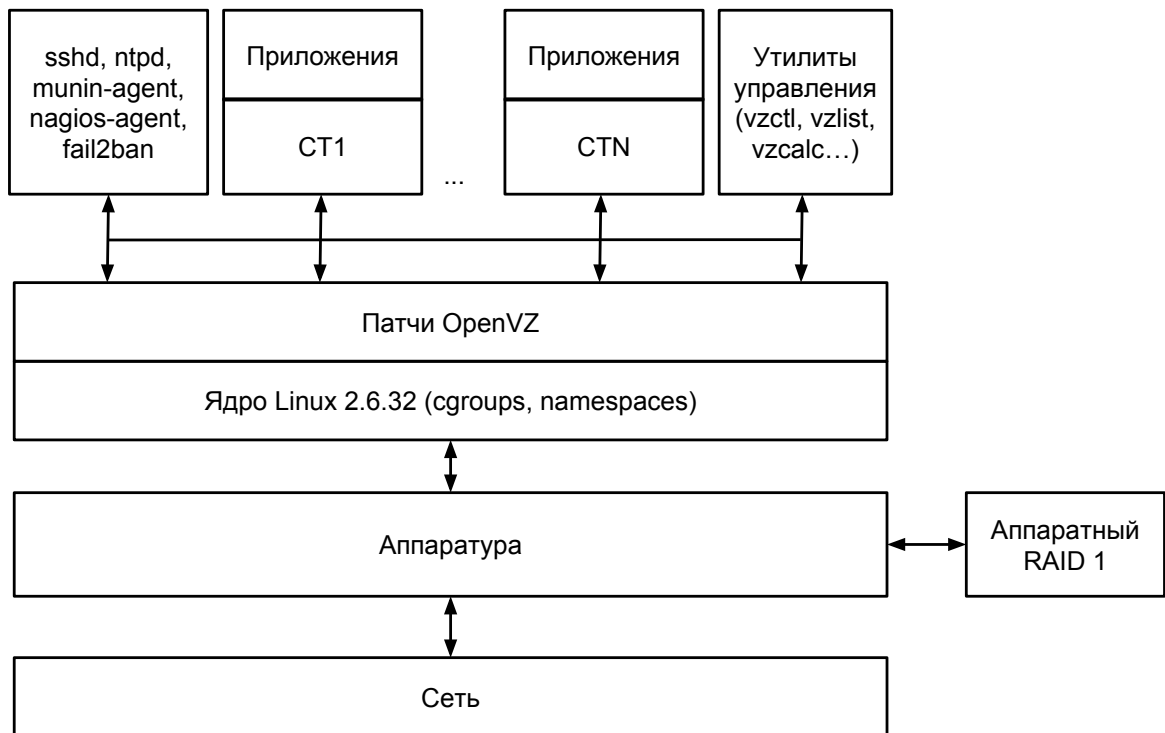 sshd, ntpd,
munin-agent,
nagios-agent,
fail2ban
Приложения
CT1
...
Приложения
CTN
Утилиты
управления
(vzctl, vzlist,
vzcalc…)
Патчи OpenVZ
Ядро Linux 2.6.32 (cgroups, namespaces)
Аппаратура
Аппаратный
RAID 1
Сеть